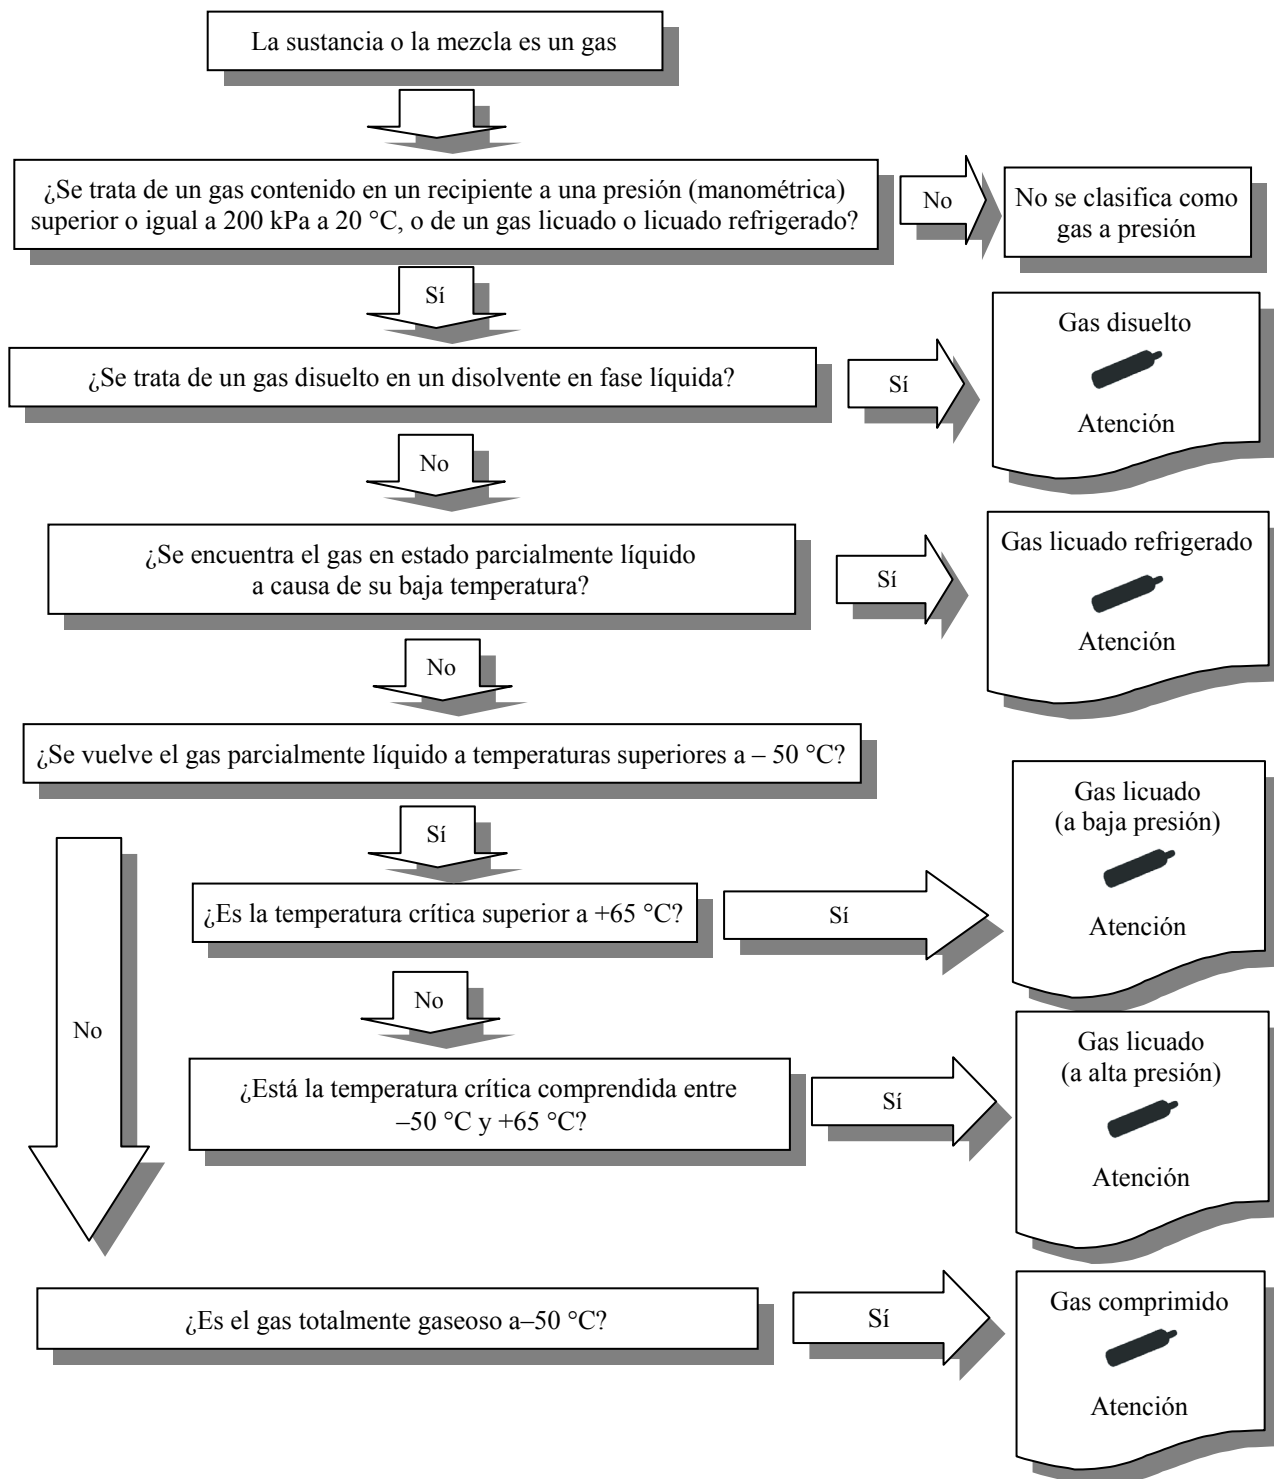 La sustancia o la mezcla es un gas
¿Se trata de un gas contenido en un recipiente a una presión (manométrica)
superior o igual a 200 kPa a 20 °C, o de un gas licuado o licuado refrigerado?
No
No se clasifica como
gas a presión
Sí
Gas disuelto
Atención
¿Se trata de un gas disuelto en un disolvente en fase líquida?
Sí
No
Gas licuado refrigerado
Atención
¿Se encuentra el gas en estado parcialmente líquido
a causa de su baja temperatura?
Sí
No
¿Se vuelve el gas parcialmente líquido a temperaturas superiores a – 50 °C?
Sí
Gas licuado
(a baja presión)
Atención
¿Es la temperatura crítica superior a +65 °C?
Sí
No
No
Gas licuado
(a alta presión)
Atención
¿Está la temperatura crítica comprendida entre
–50 °C y +65 °C?
Sí
¿Es el gas totalmente gaseoso a–50 °C?
Sí
Gas comprimido
Atención